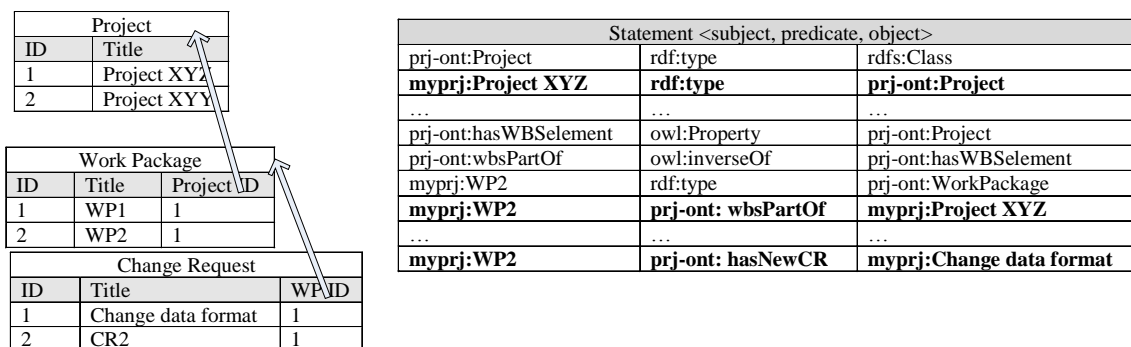 Project
ID Title
1 Project XYZ
2 Project XYY
Work Package
ID Title Project ID
1 WP1 1
2 WP2 1
Change Request
ID Title WP ID
1 Change data format 1
2 CR2 1
Statement <subject, predicate, object>
prj-ont:Project rdf:type rdfs:Class
myprj:Project XYZ rdf:type prj-ont:Project
… … …
prj-ont:hasWBSelement owl:Property prj-ont:Project
prj-ont:wbsPartOf owl:inverseOf prj-ont:hasWBSelement
myprj:WP2 rdf:type prj-ont:WorkPackage
myprj:WP2 prj-ont: wbsPartOf myprj:Project XYZ
… … …
myprj:WP2 prj-ont: hasNewCR myprj:Change data format